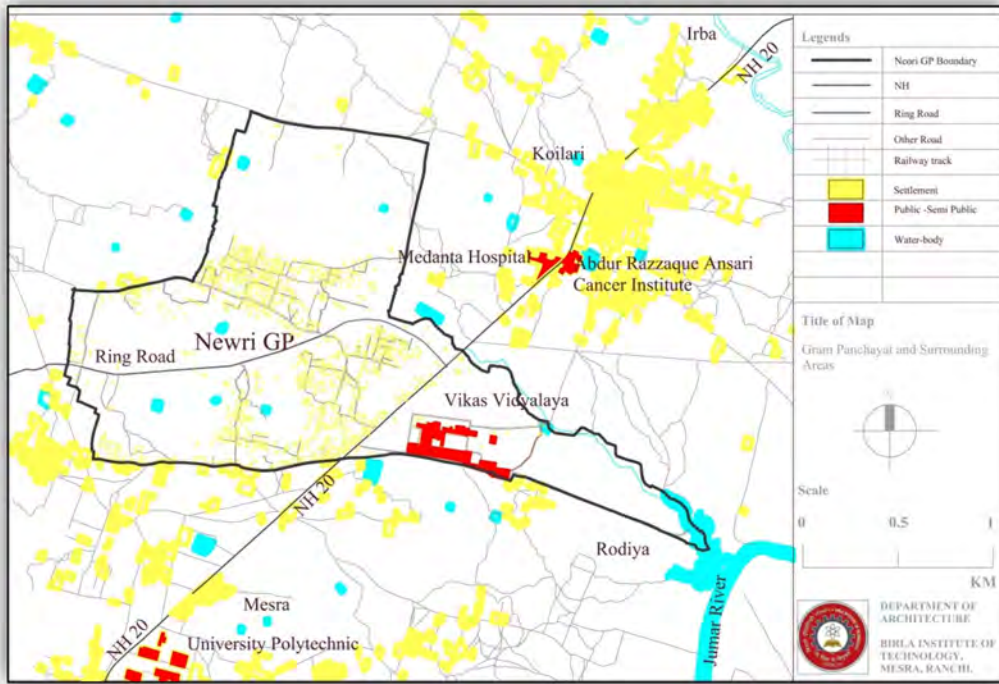 Irba
NH 20
Koilari
Medanta Hospital
Abdur Razzaque Ansari
Cancer Institute
Newri GP
Ring Road
Vikas Vidyalaya
NH 20
Rodiya
Mesra
University Polytechnic
NH 20
Jumar River
Legends
Neori GP Boundary
NH
Ring Road
Other Road
Railway track
Settlement
Public -Semi Public
Water-body
Title of Map
Gram Panchayat and Surrounding
Areas
Scale
0 0.5 1
KM
DEPARTMENT OF
ARCHITECTURE
BIRLA INSTITUTE OF
TECHNOLOGY,
MESRA, RANCHI.